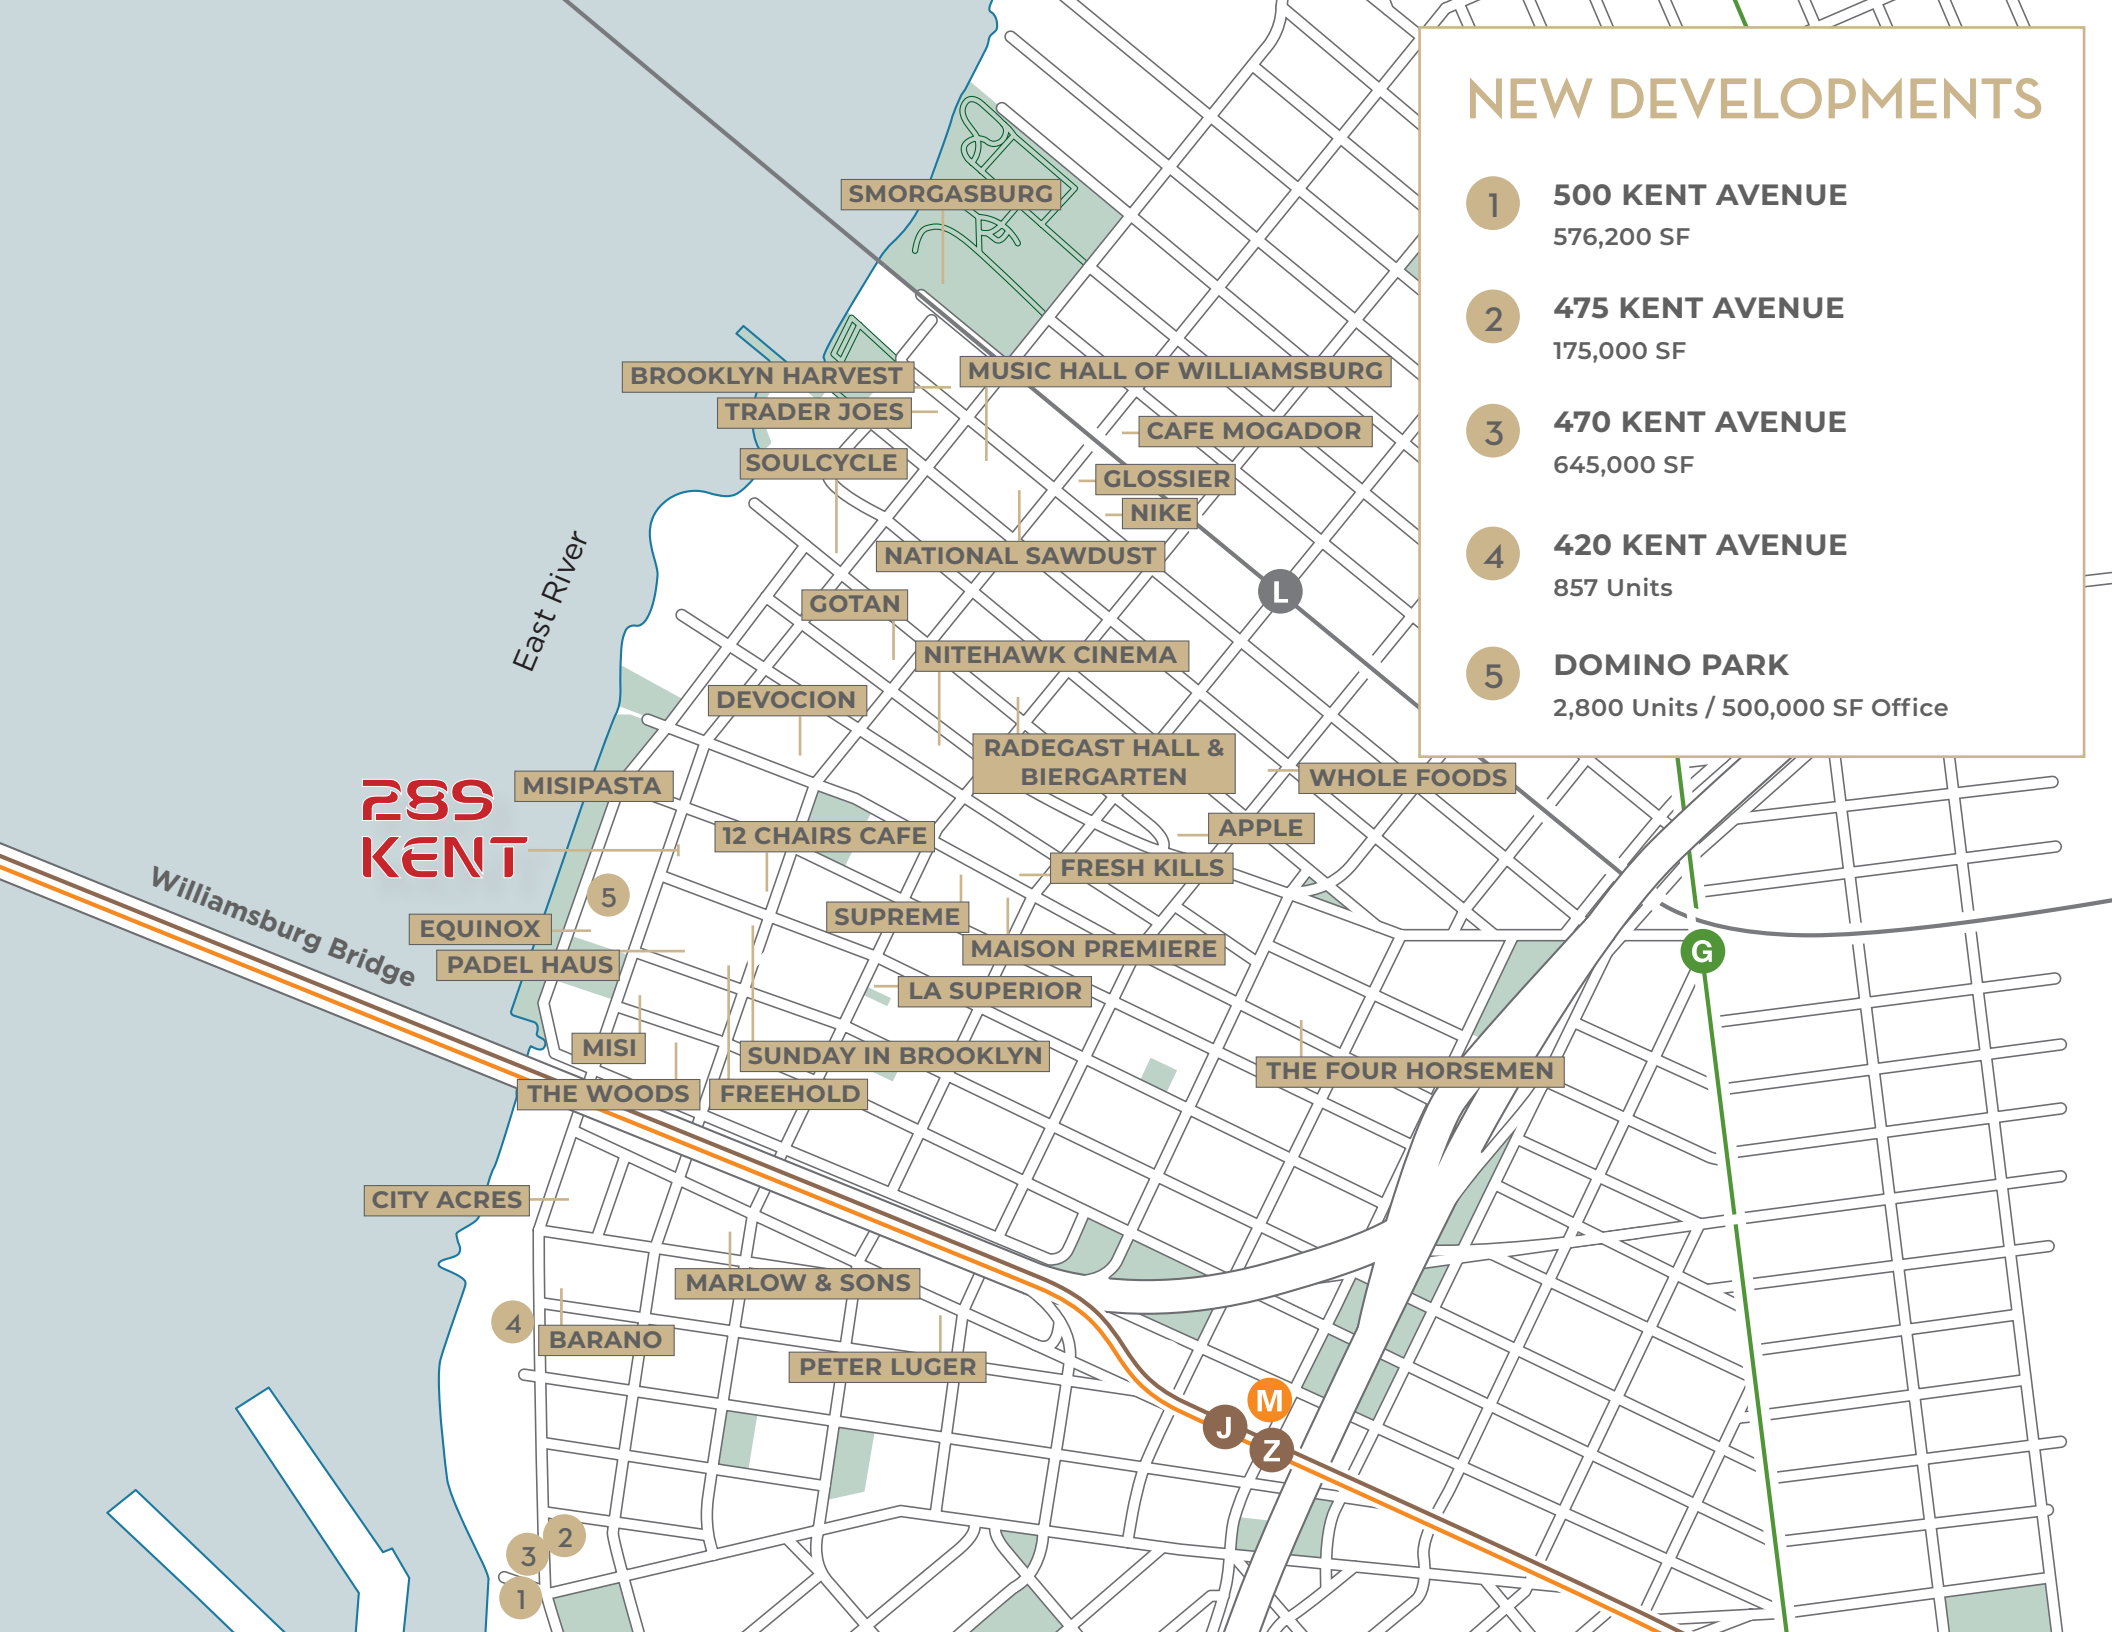 NEW DEVELOPMENTS
1
500 KENT AVENUE
576,200 SF
2
475 KENT AVENUE
175,000 SF
3
470 KENT AVENUE
645,000 SF
4
420 KENT AVENUE
857 Units
5
DOMINO PARK
2,800 Units / 500,000 SF Office
SMORGASBURG
BROOKLYN HARVEST
MUSIC HALL OF WILLIAMSBURG
TRADER JOES
CAFE MOGADOR
SOULCYCLE
GLOSSIER
NIKE
NATIONAL SAWDUST
East River
L
GOTAN
NITEHAWK CINEMA
DEVOCION
RADEGAST HALL &
BIERGARTEN
WHOLE FOODS
MISIPASTA
289
KENT
12 CHAIRS CAFE
APPLE
FRESH KILLS
5
SUPREME
EQUINOX
MAISON PREMIERE
G
PADEL HAUS
Williamsburg Bridge
LA SUPERIOR
MISI
SUNDAY IN BROOKLYN
THE FOUR HORSEMEN
THE WOODS
FREEHOLD
CITY ACRES
MARLOW & SONS
4
BARANO
PETER LUGER
M
J
Z
2
3
1